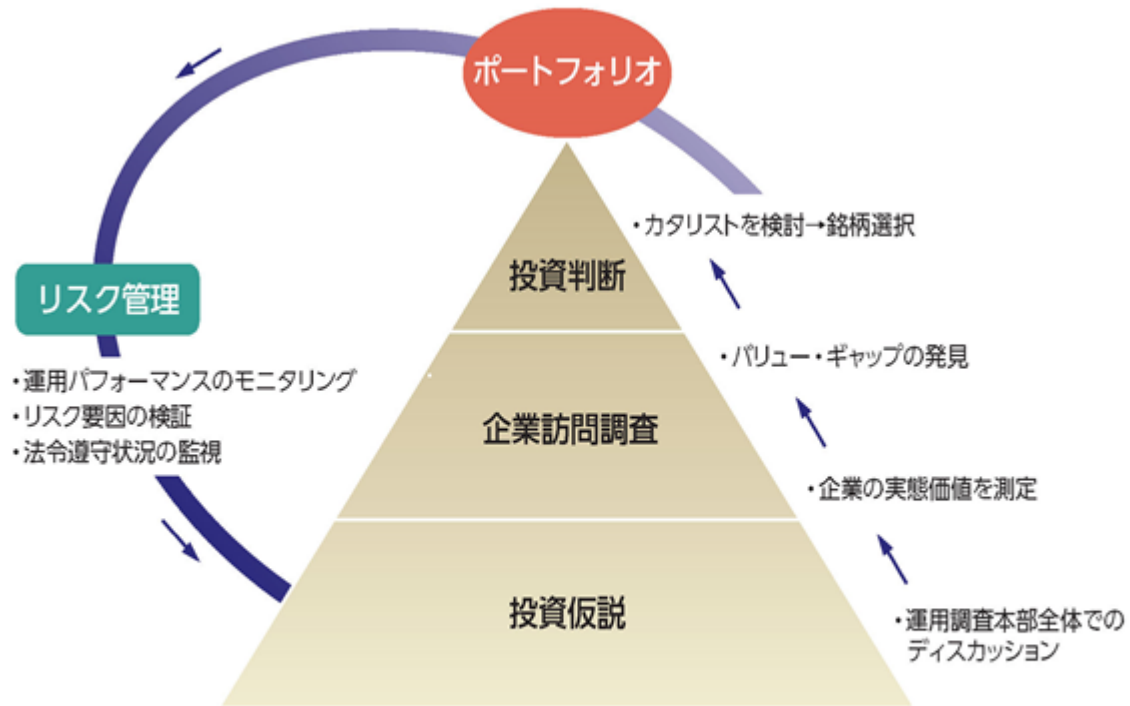 ポートフォリオ
・カタリストを検討→銘柄選択
投資判断
リスク管理
・バリュー・ギャップの発見
・運用パフォーマンスのモニタリング
・リスク要因の検証
・法令遵守状況の監視
企業訪問調査
・企業の実態価値を測定
投資仮説
・運用調査本部全体での
ディスカッション